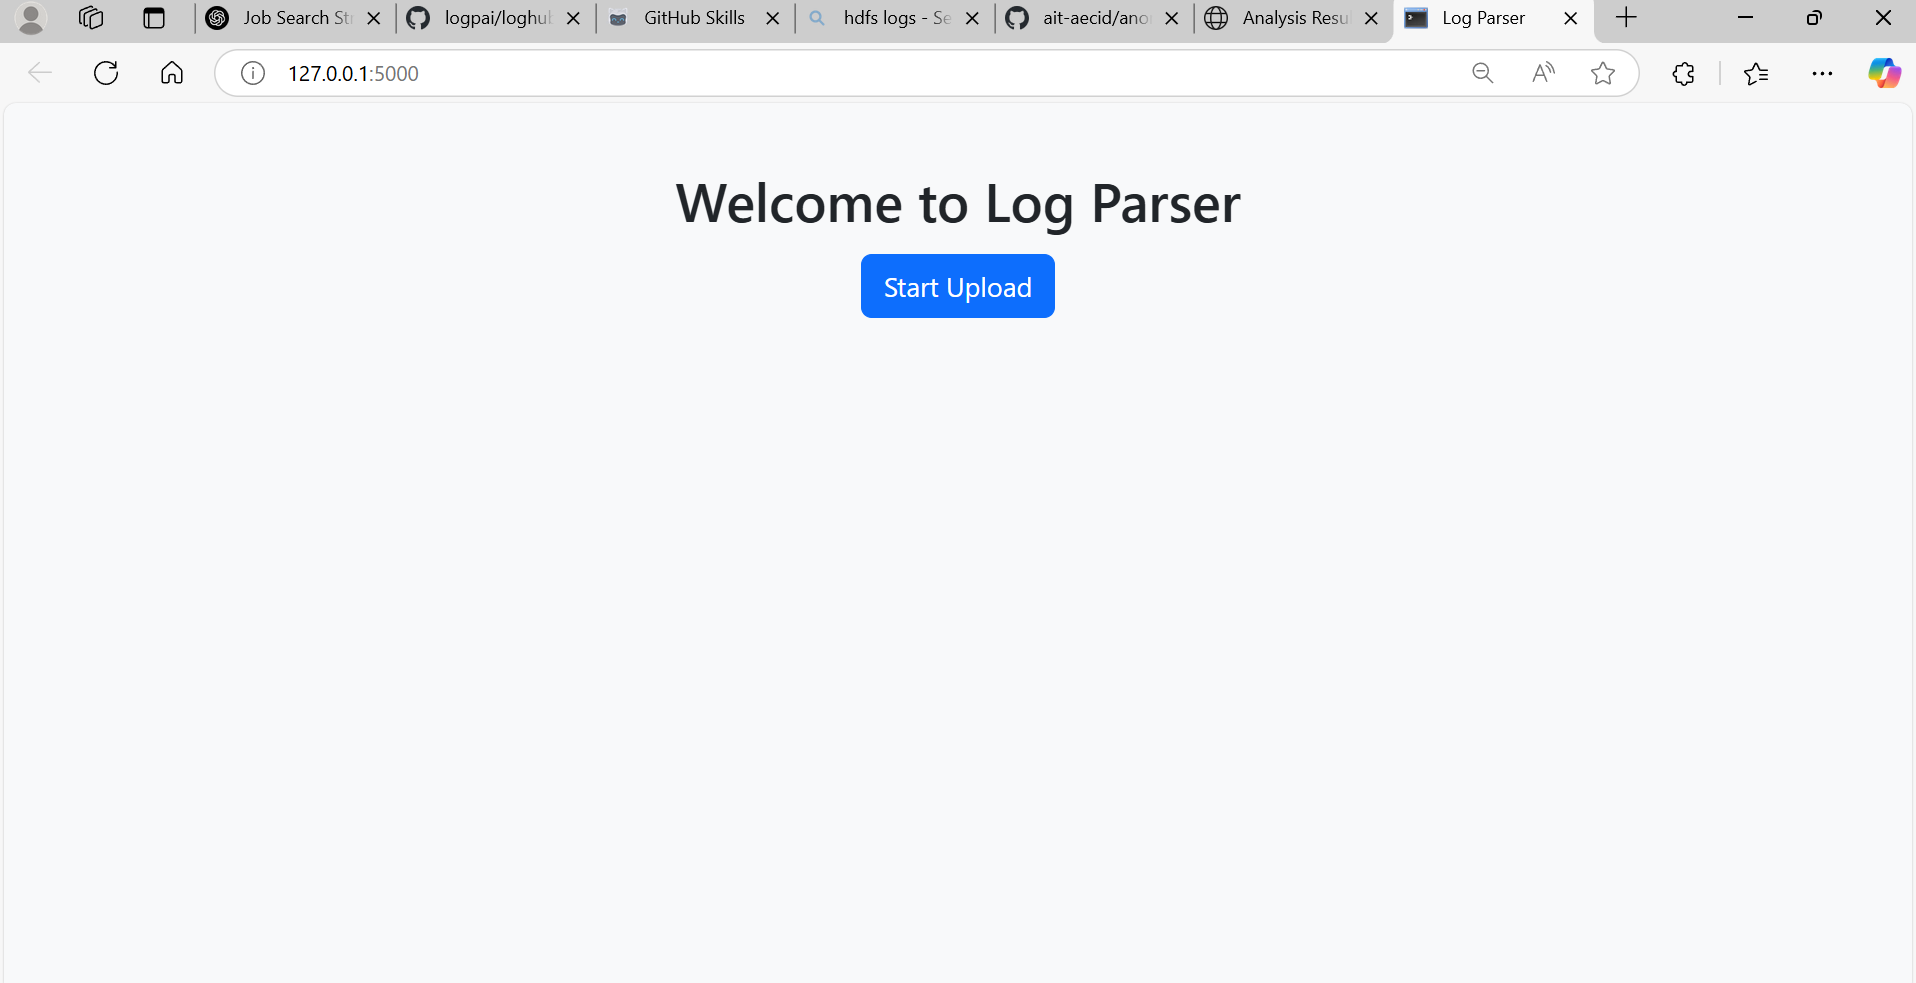 Job Search St
logpai/loghub
GitHub Skills
hdfs logs - Se
ait-aecid/ano
Analysis Resu
Log Parser
127.0.0.1:5000
Welcome to Log Parser
Start Upload